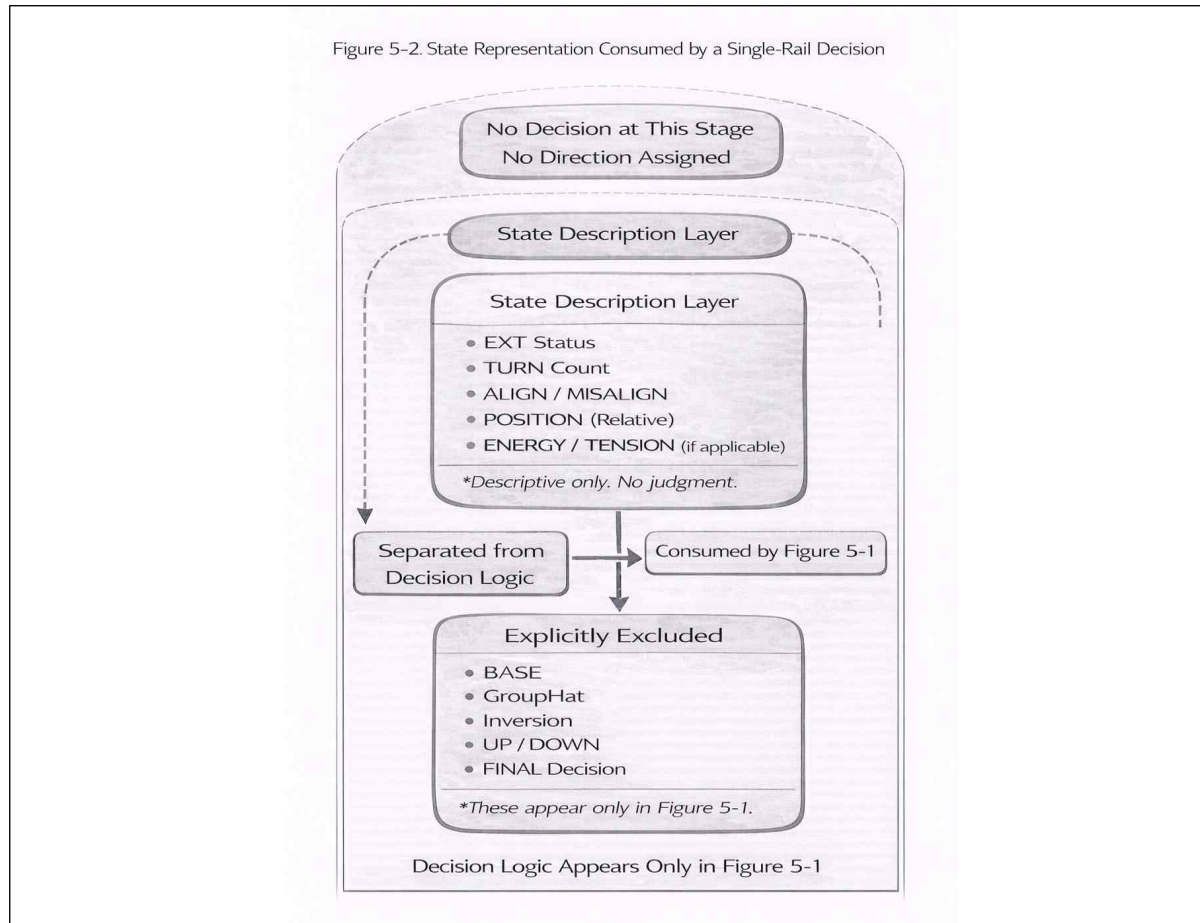 Figure 5-2. State Representation Consumed by a Single-Rail Decision
No Decision at This Stage
No Direction Assigned
State Description Layer
State Description Layer
• EXT Status
• TURN Count
• ALIGN / MISALIGN
• POSITION (Relative)
• ENERGY / TENSION (if applicable)
*Descriptive only. No judgment.
Separated from
Decision Logic
Consumed by Figure 5-1
Explicitly Excluded
• BASE
• GroupHat
• Inversion
• UP / DOWN
• FINAL Decision
*These appear only in Figure 5-1.
Decision Logic Appears Only in Figure 5-1